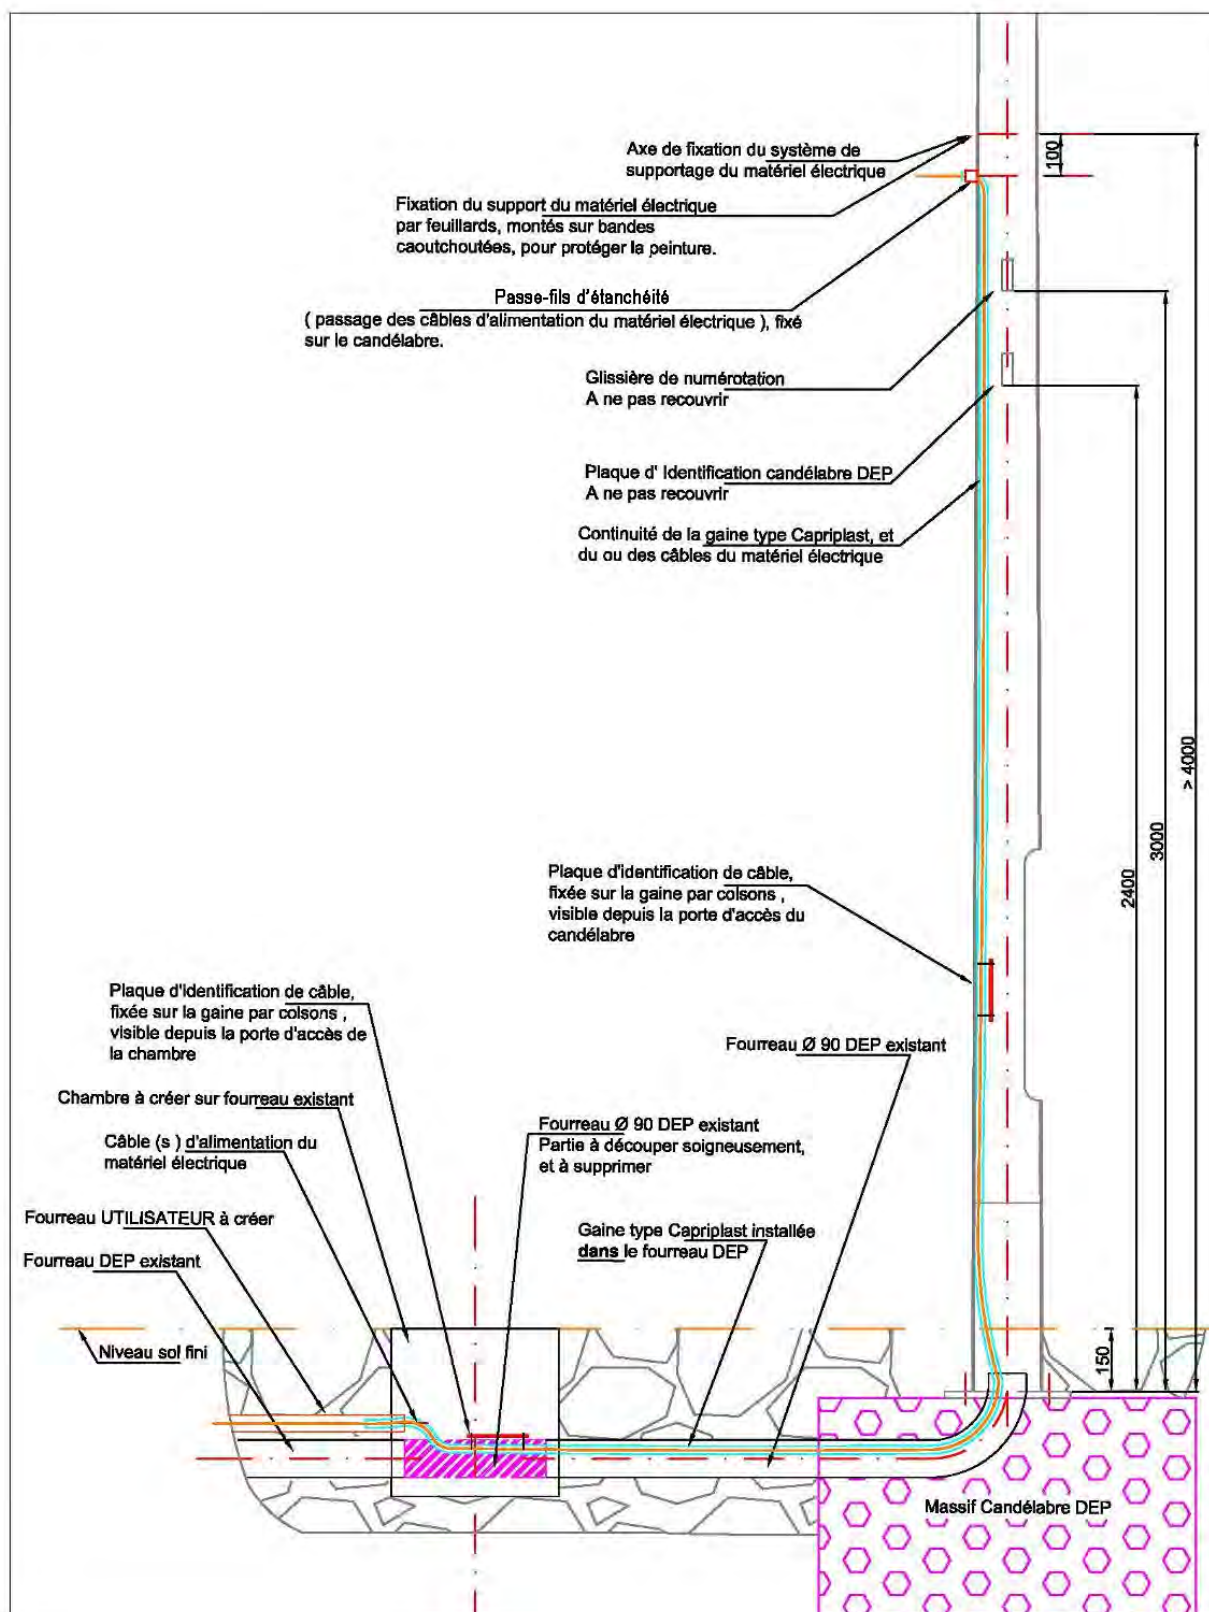 Axe de fixation du système de
supportage du matériel électrique
100
Fixation du support du matériel électrique
par feuillards, montés sur bandes
caoutchoutées, pour protéger la peinture.
Passe-fils d'étanchéité
( passage des câbles d'alimentation du matériel électrique ), fixé
sur le candélabre.
Glissière de numérotation
A ne pas recouvrir
Plaque d' Identification candélabre DEP
A ne pas recouvrir
Continuité de la gaine type Capriplast, et
du ou des câbles du matériel électrique
> 4000
3000
2400
Plaque d'identification de câble,
fixée sur la gaine par colsons ,
visible depuis la porte d'accès du
candélabre
Plaque d'identification de câble,
fixée sur la gaine par colsons ,
visible depuis la porte d'accès de
la chambre
Fourreau Ø 90 DEP existant
Chambre à créer sur fourreau existant
Fourreau Ø 90 DEP existant
Partie à découper soigneusement,
et à supprimer
Câble (s ) d'alimentation du
matériel électrique
Fourreau UTILISATEUR à créer
Gaine type Capriplast installée
dans le fourreau DEP
Fourreau DEP existant
Niveau sol fini
150
Massif Candélabre DEP